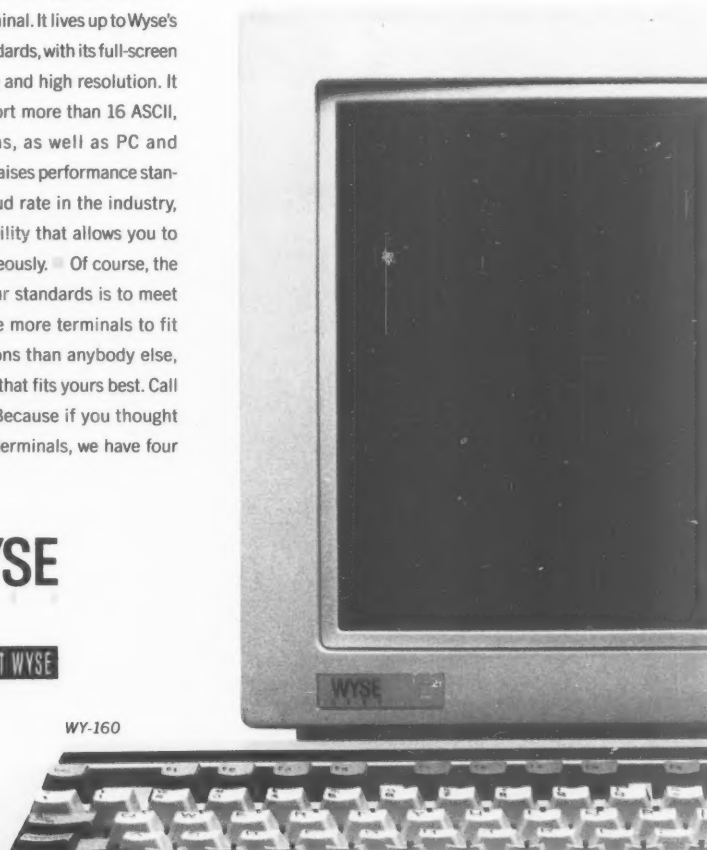 ninal. It lives up to Wyse's
dards, with its full-screen
and high resolution. It
ort more than 16 ASCII,
ns, as well as PC and
aises performance stan-
ud rate in the industry,
ility that allows you to
eously. Of course, the
ur standards is to meet
e more terminals to fit
ons than anybody else,
that fits yours best. Call
Because if you thought
erminals, we have four
YSE
T WYSE
WY-160
WYSE